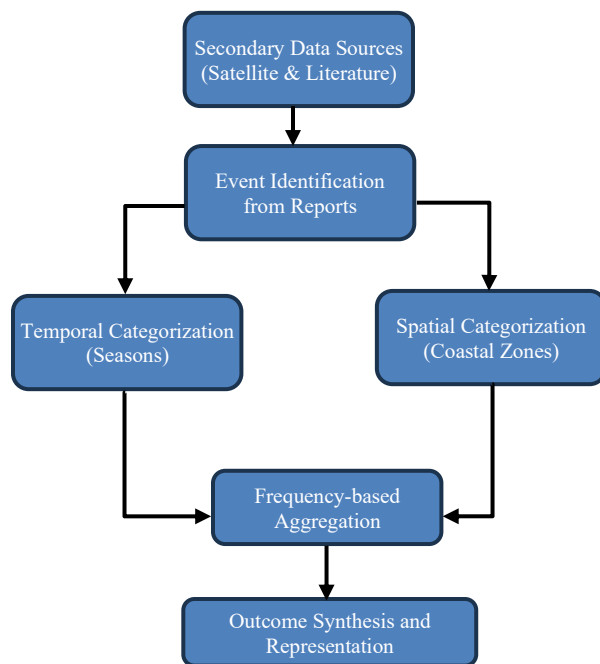 Secondary Data Sources
(Satellite & Literature)
Event Identification
from Reports
Temporal Categorization
(Seasons)
Spatial Categorization
(Coastal Zones)
Frequency-based
Aggregation
Outcome Synthesis and
Representation